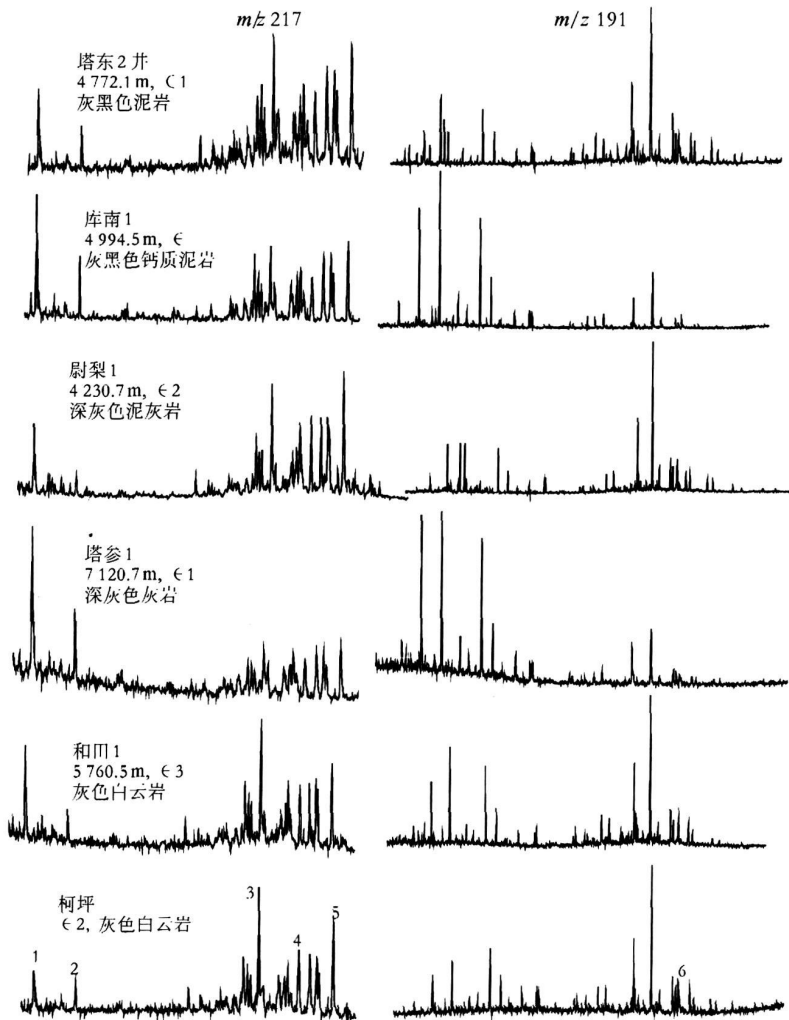 m/z 217
m/z 191
塔东2井
4 772.1 m, ϵ 1
灰黑色泥岩
库南1
4 994.5 m, ϵ
灰黑色钙质泥岩
尉梨1
4 230.7 m, ϵ 2
深灰色泥灰岩
塔参1
7 120.7 m, ϵ 1
深灰色灰岩
和田1
5 760.5 m, ϵ 3
灰色白云岩
柯坪
ϵ 2, 灰色白云岩
1
2
3
4
5
6